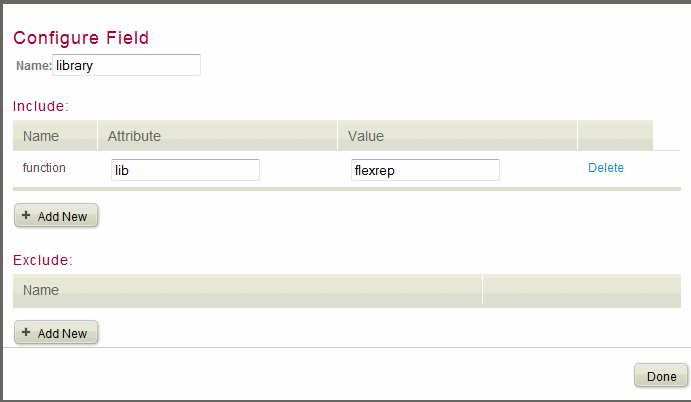 Configure Field
Name: library
Include:
Name Attribute Value
function lib flexrep Delete
+ Add New
Exclude:
Name
+ Add New
Done